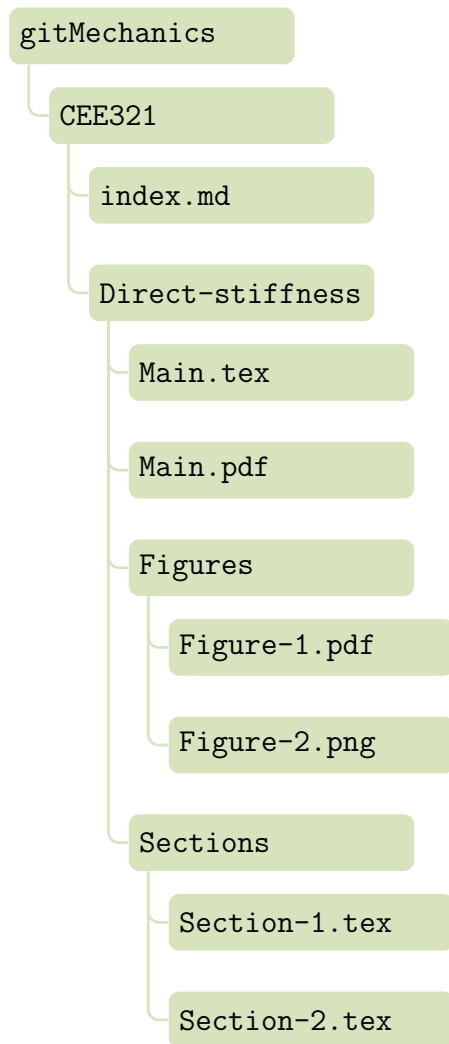 gitMechanics
CEE321
index.md
Direct-stiffness
Main.tex
Main.pdf
Figures
Figure-1.pdf
Figure-2.png
Sections
Section-1.tex
Section-2.tex